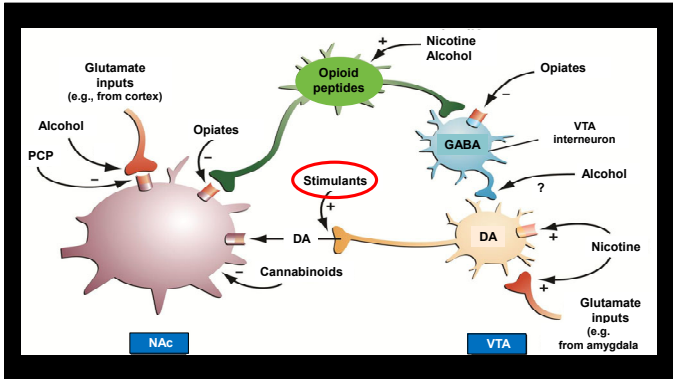 Nicotine
Alcohol
+
Glutamate
inputs
(e.g., from cortex)
Opioid
peptides
Opiates
–
Alcohol
Opiates
–
PCP
–
GABA
VTA
interneuron
Stimulants
+
Alcohol
?
DA
DA
+
Nicotine
Cannabinoids
–
+
Glutamate
inputs
(e.g.
from amygdala
NAc
VTA